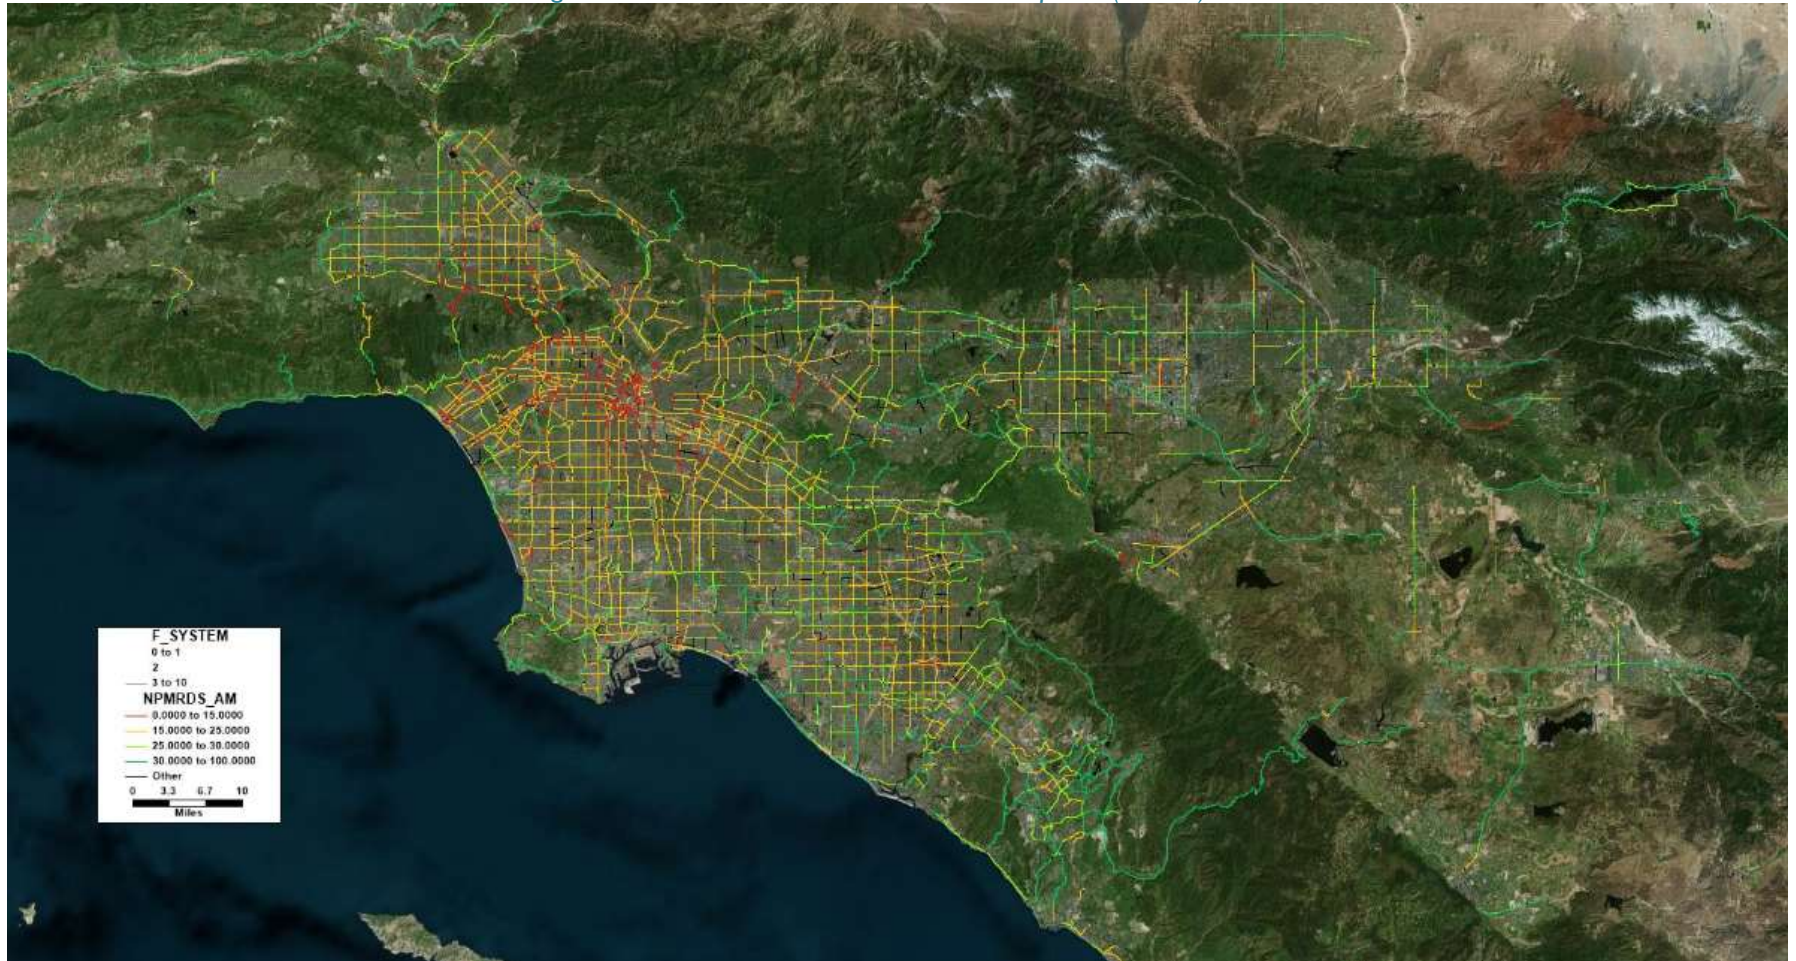 F_SYSTEM
0 to 1
2
3 to 10
NPMRDS_AM
0.0000 to 15.0000
15.0000 to 25.0000
25.0000 to 30.0000
30.0000 to 100.0000
Other
0 3.3 6.7 10
Miles